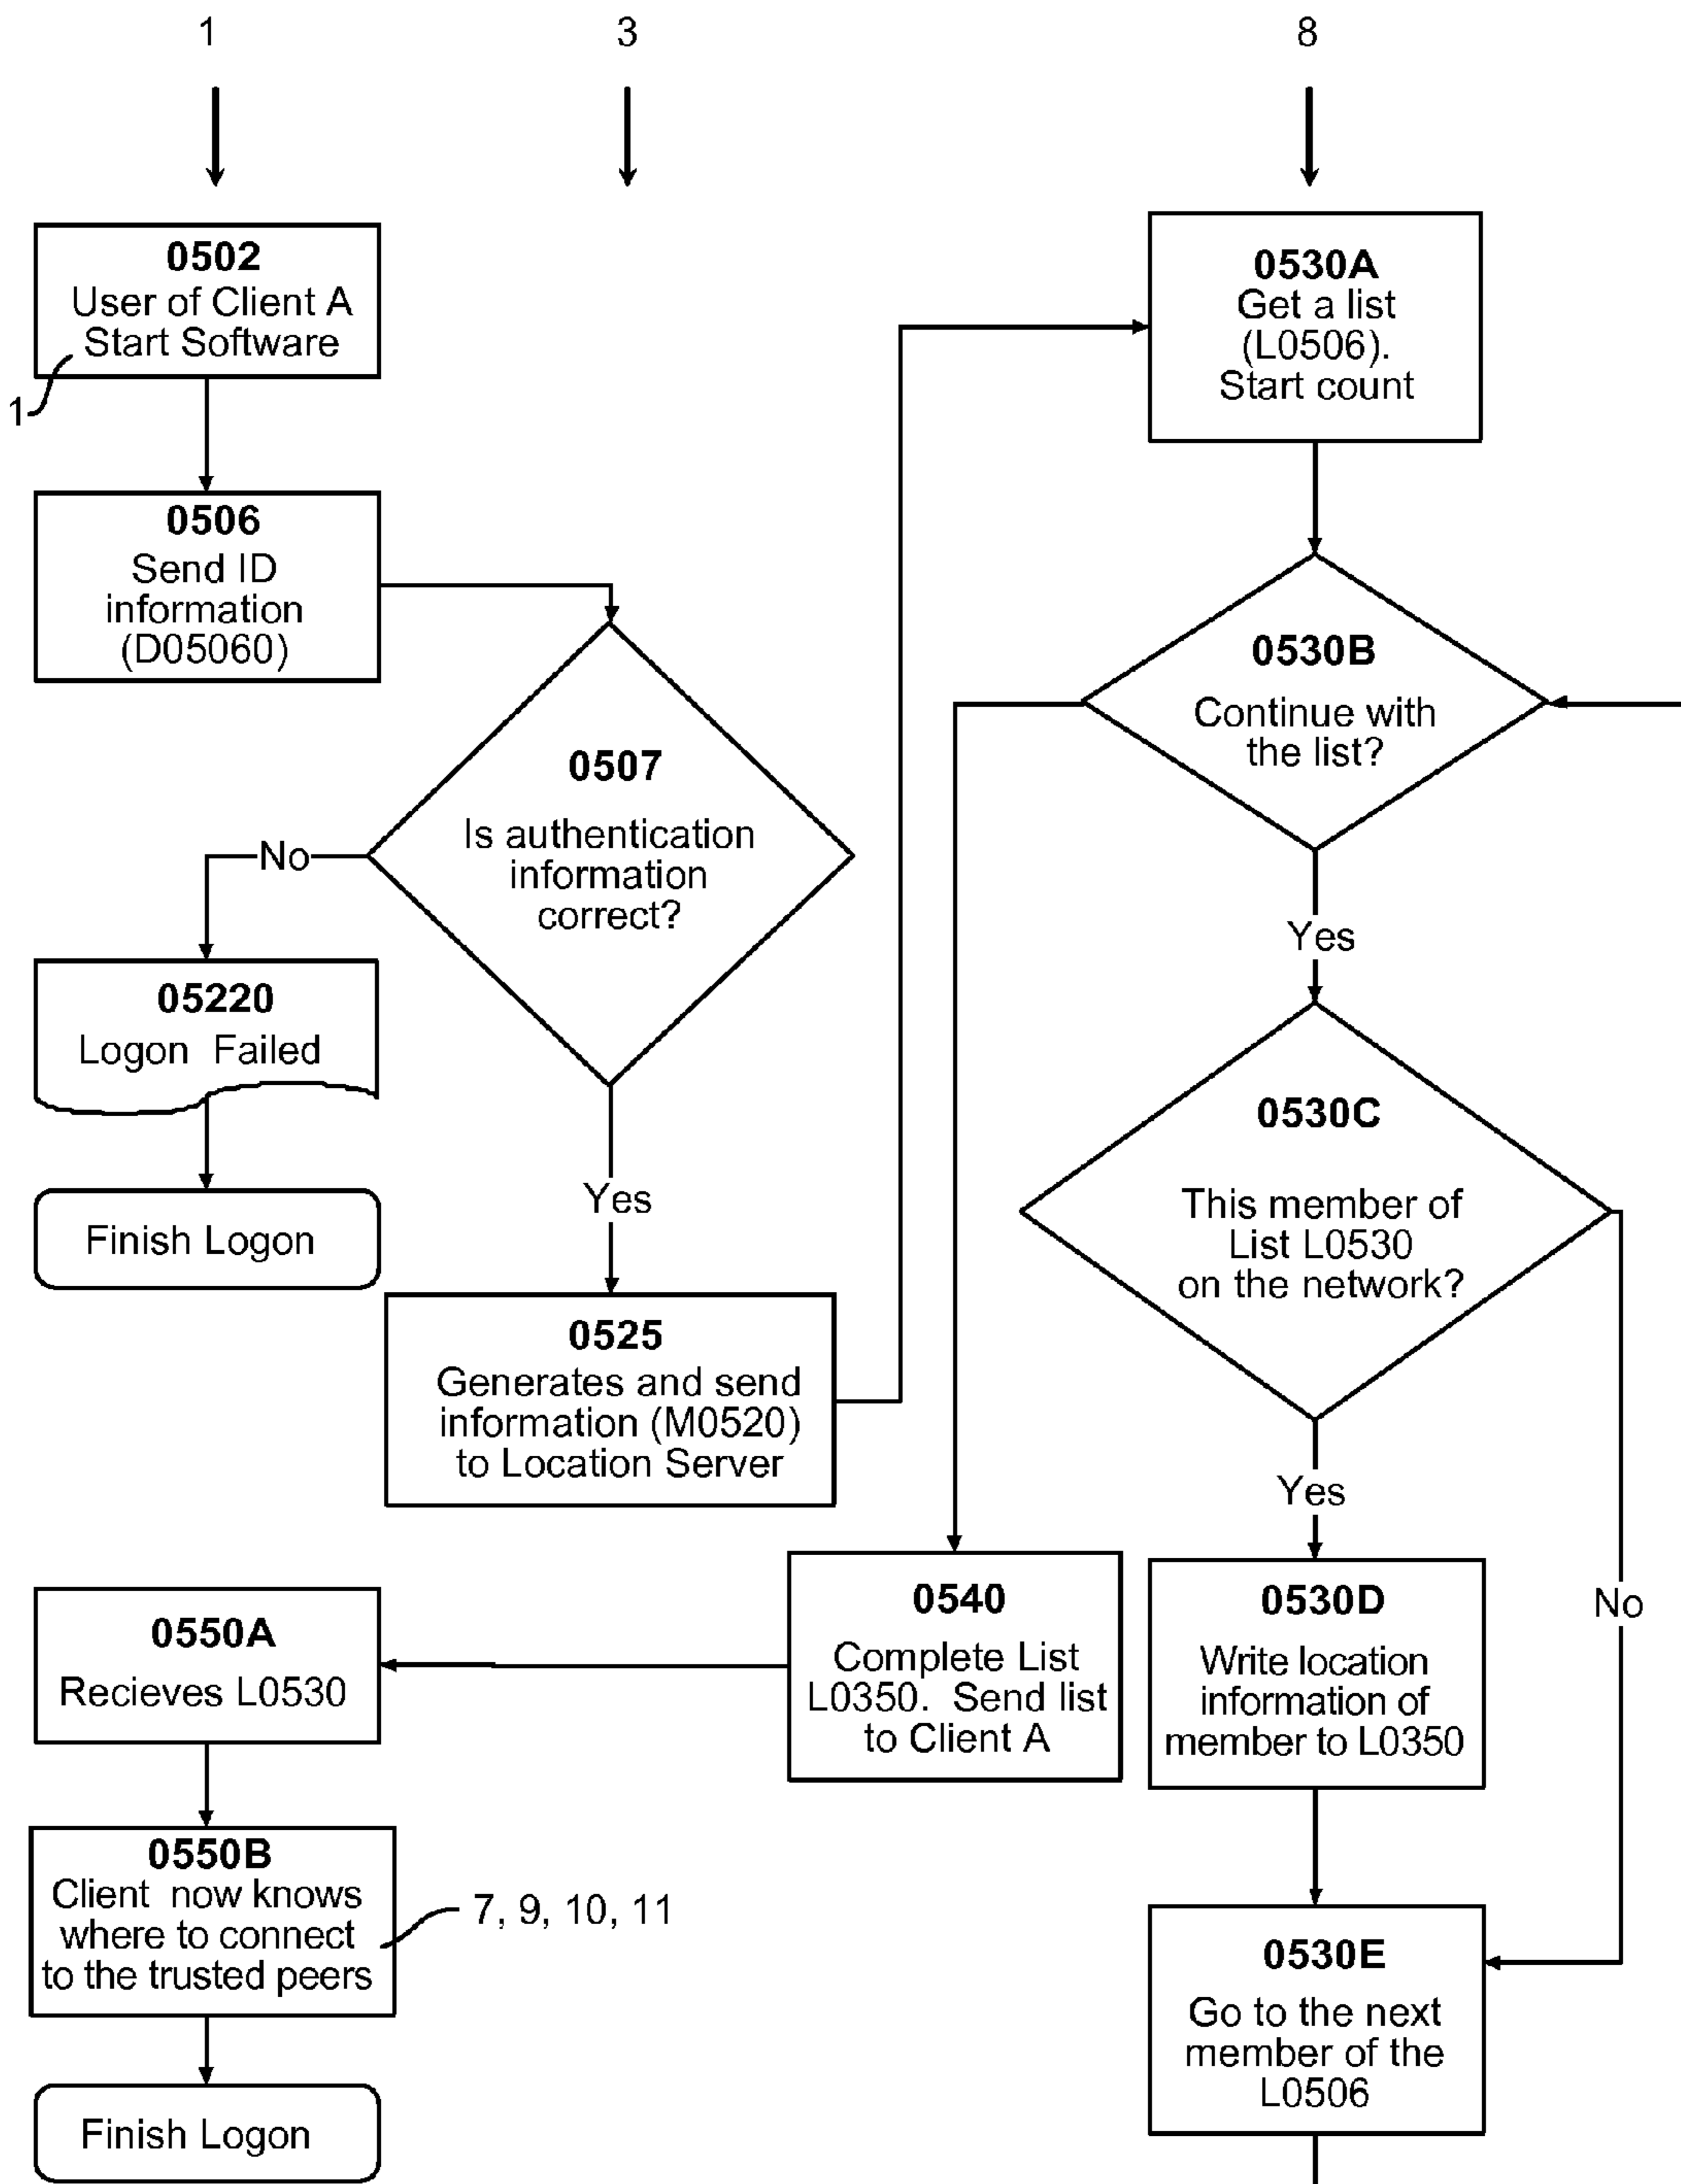 1
3
8
0502
User of Client A
Start Software
1
0506
Send ID
information
(D05060)
0507
Is authentication
information
correct?
No
05220
Logon Failed
Finish Logon
Yes
0525
Generates and send
information (M0520)
to Location Server
0530A
Get a list
(L0506).
Start count
0530B
Continue with
the list?
Yes
0530C
This member of
List L0530
on the network?
Yes
No
0530D
Write location
information of
member to L0350
0530E
Go to the next
member of the
L0506
0540
Complete List
L0350. Send list
to Client A
0550A
Recieves L0530
0550B
Client now knows
where to connect
to the trusted peers
7, 9, 10, 11
Finish Logon